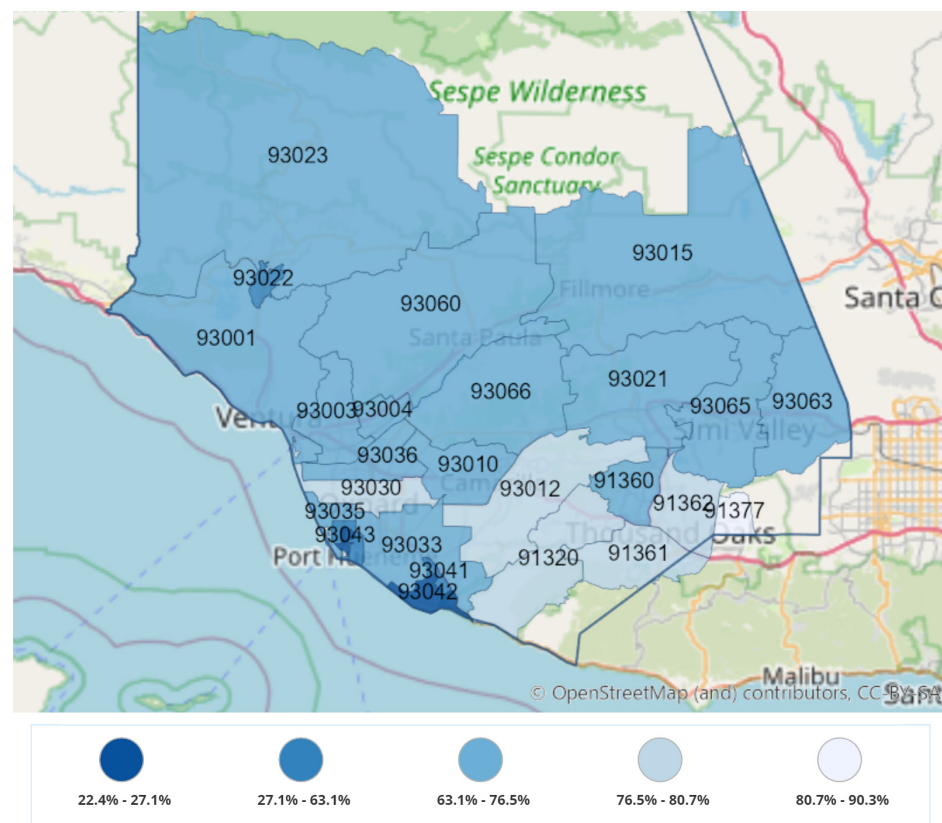 Sespe Wilderness
93023
Sespe Condor
Sanctuary
93015
93022
Fillmore
Santa
93060
93001
Santa Paula
93021
93066
93063
93003
93004
93065
Ventura
imi Valley
93036
93010
91360
93030
93012
91362
91377
93035
93043
93033
Thousand Oaks
91320
91361
Port Hueneme
93041
93042
Malibu
© OpenStreetMap (and) contributors, CC-BY-SA
22.4% - 27.1%
27.1% - 63.1%
63.1% - 76.5%
76.5% - 80.7%
80.7% - 90.3%